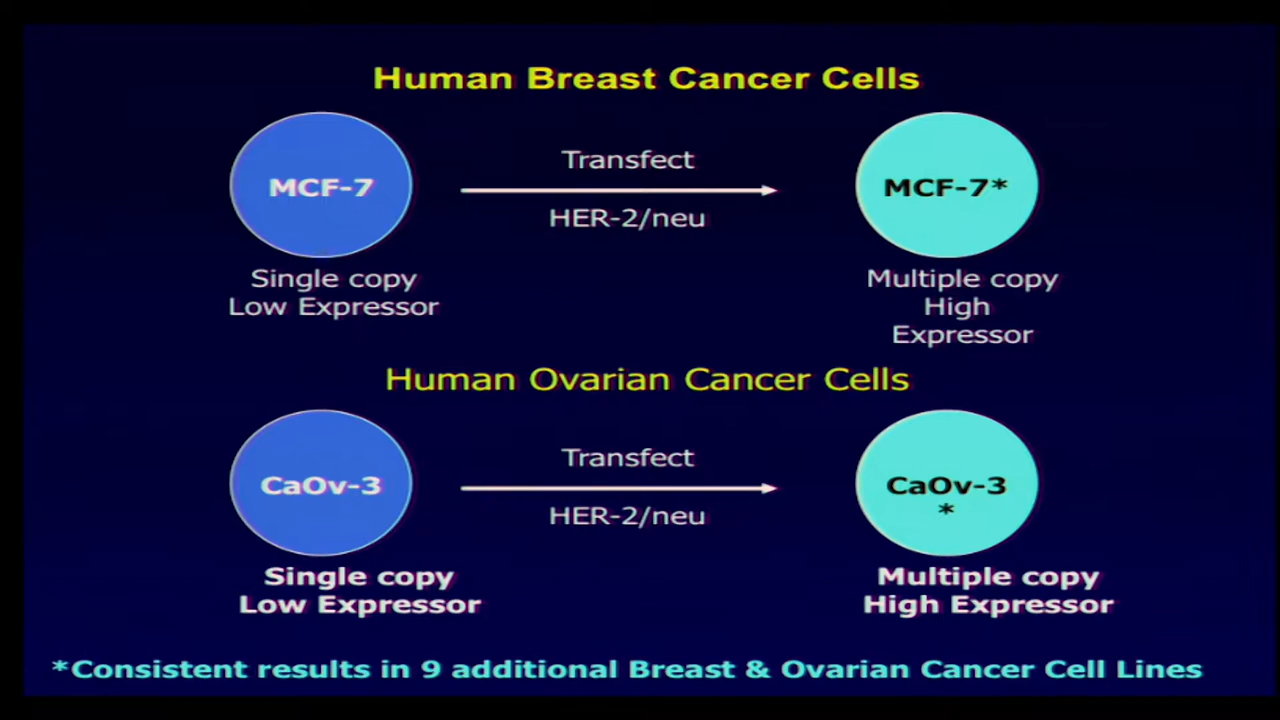 Human Breast Cancer Cells
MCF-7
Transfect
HER-2/neu
MCF-7*
Single copy
Low Expressor
Multiple copy
High
Expressor
Human Ovarian Cancer Cells
CaOv-3
Transfect
HER-2/neu
CaOv-3
*
Single copy
Low Expressor
Multiple copy
High Expressor
*Consistent results in 9 additional Breast & Ovarian Cancer Cell Lines